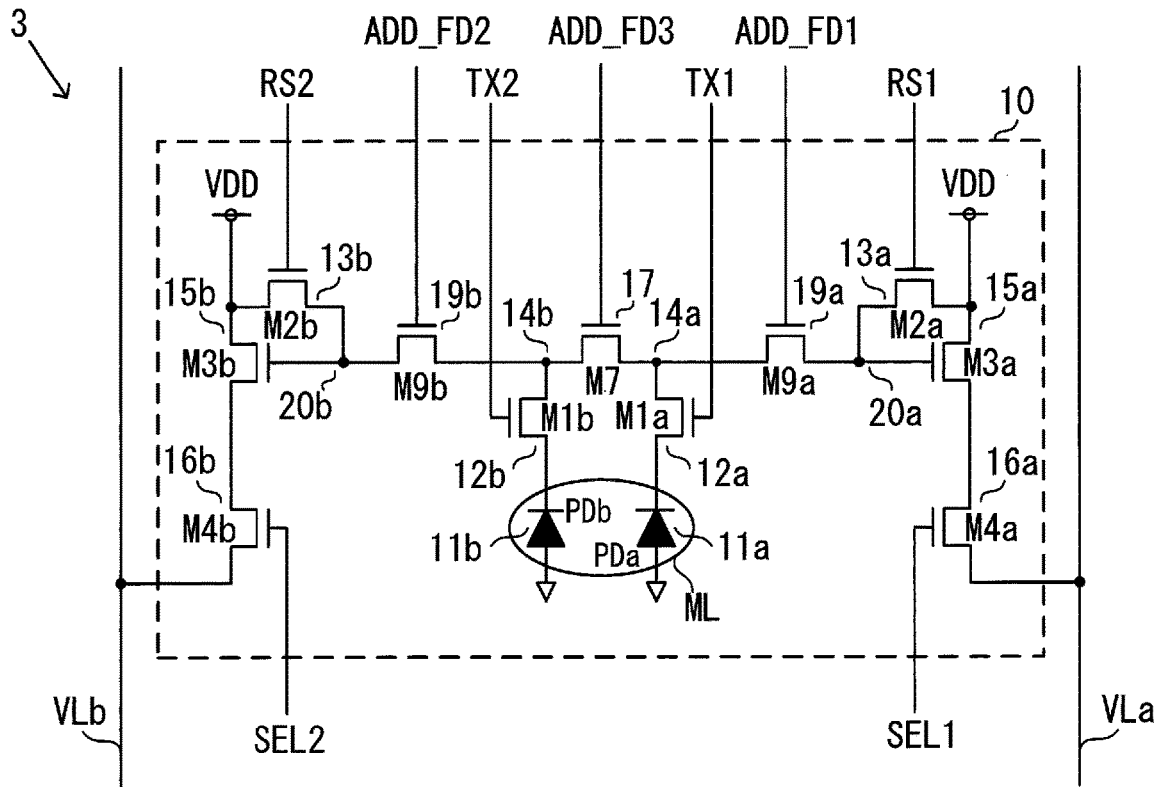 3
ADD_FD2 ADD_FD3 ADD_FD1
RS2 TX2 TX1 RS1
10
VDD VDD
13b 13a
15b 19b 14b 17 14a 19a 15a
M2b M2a
M3b M9b M7 M9a M3a
20b M1b M1a 20a
16b 12b 12a 16a
M4b PDb M4a
11b PDa 11a
ML
VLb SEL2 SEL1 VLa